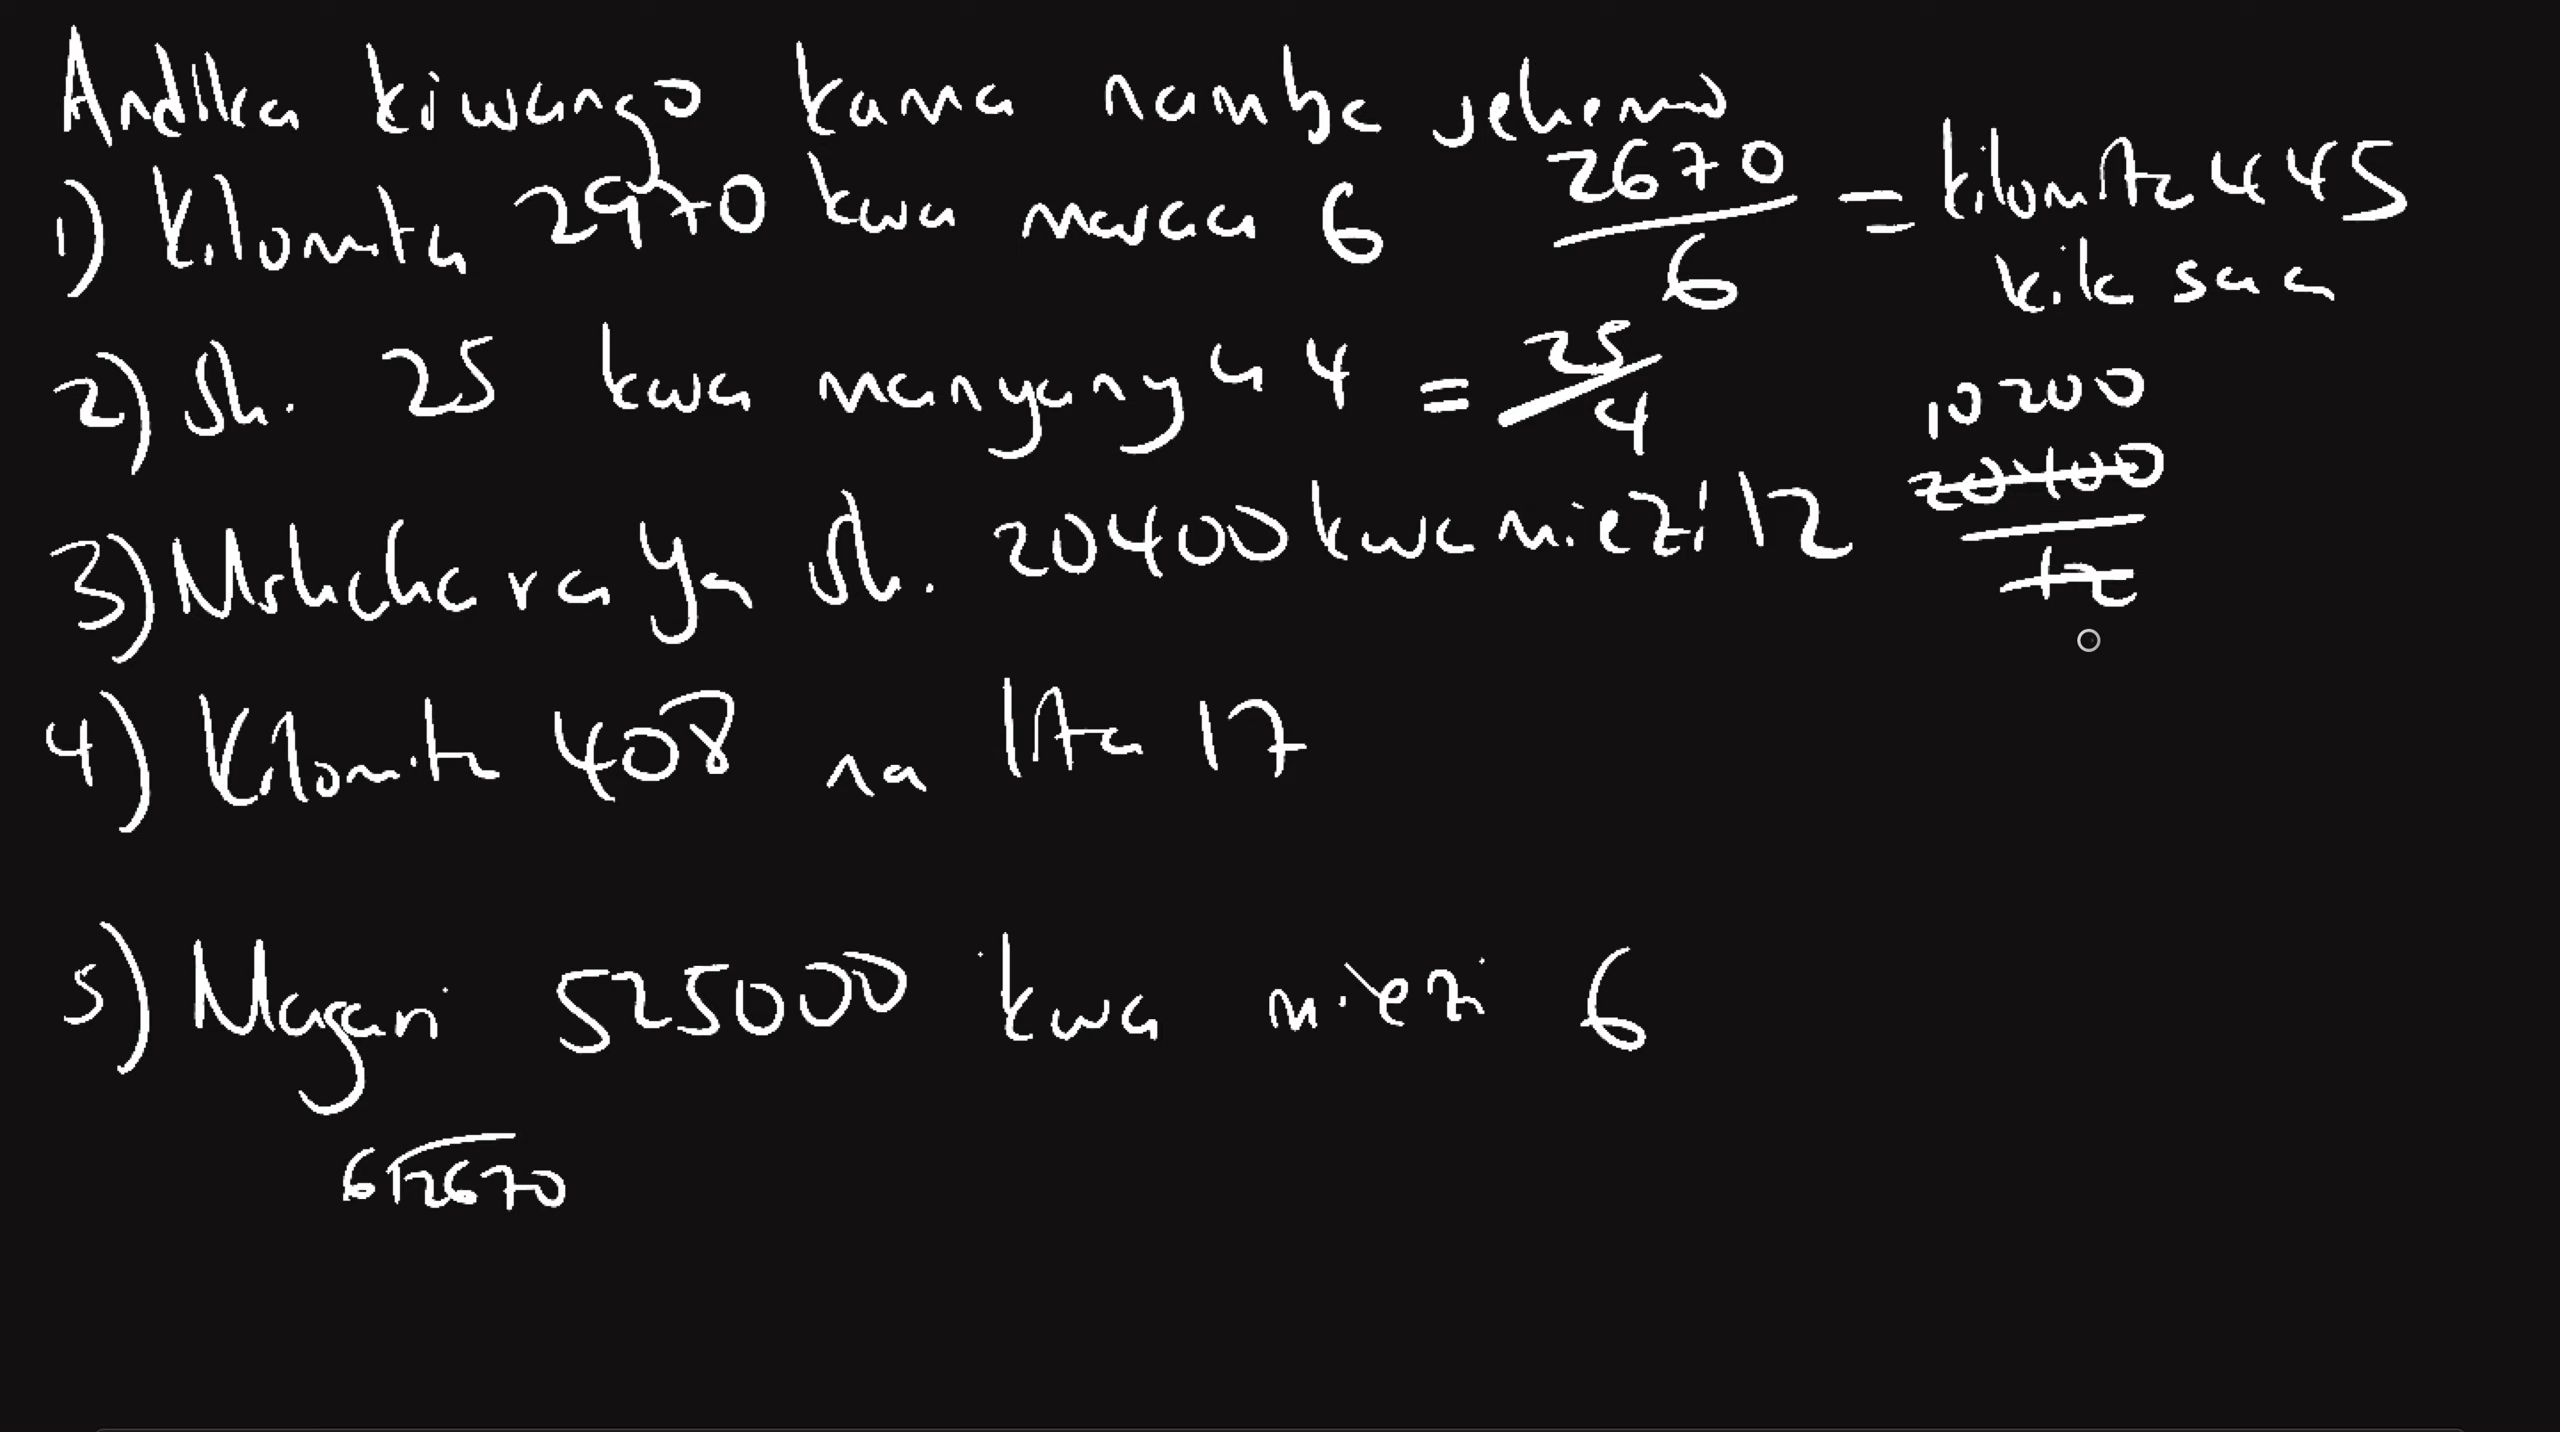 Andika kiwango kama namba sehemu
1) Kilomita 2970 kwa masaa 6 2670/6 = kilomita 445
kila saa
2) Sh. 25 kwa manyanya 4 = 25/4
10200
3) Mshahara ya sh. 20400 kwa miezi 12 20400/12
4) Kilomita 408 na lita 17
5) Magari 525000 kwa miezi 6
6√2670